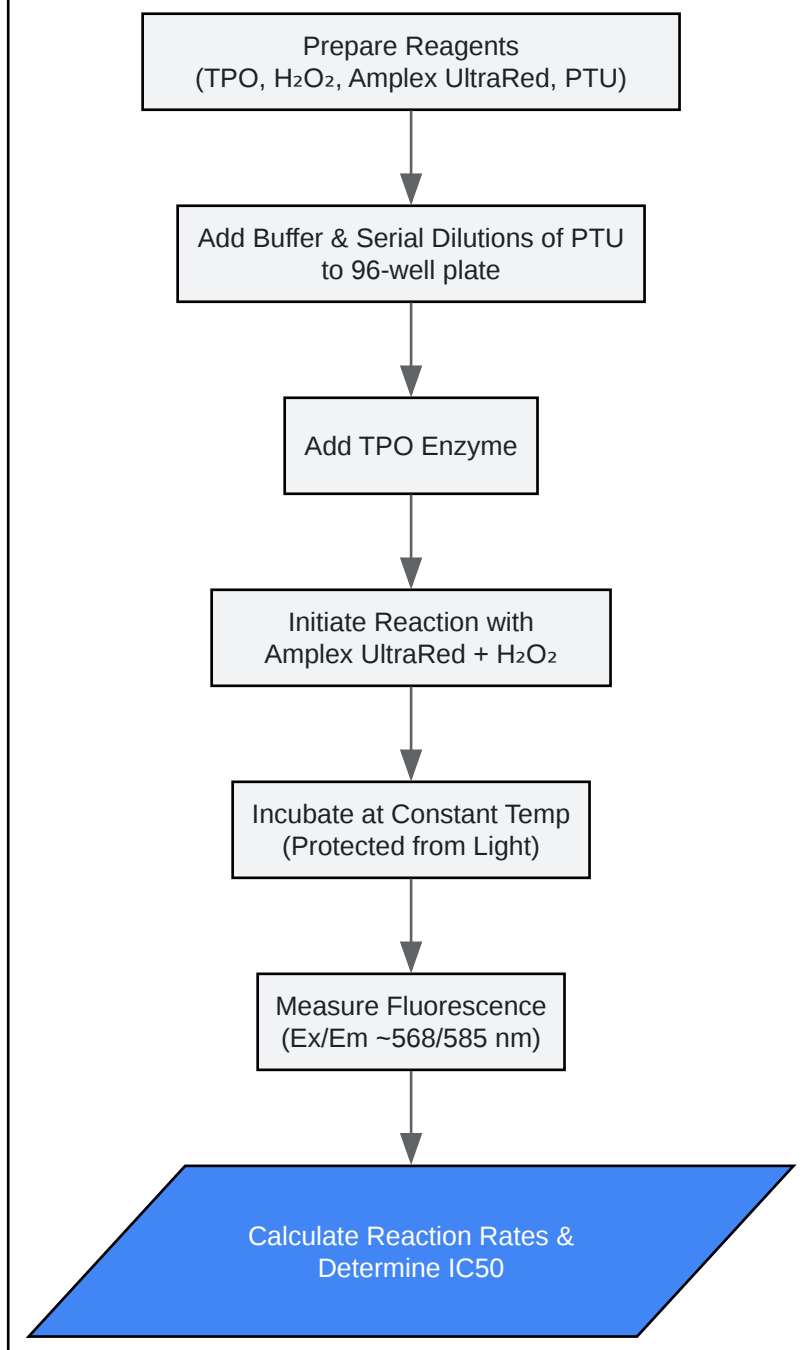 Prepare Reagents
(TPO, H₂O₂, Amplex UltraRed, PTU)
Add Buffer & Serial Dilutions of PTU
to 96-well plate
Add TPO Enzyme
Initiate Reaction with
Amplex UltraRed + H₂O₂
Incubate at Constant Temp
(Protected from Light)
Measure Fluorescence
(Ex/Em ~568/585 nm)
Calculate Reaction Rates &
Determine IC50